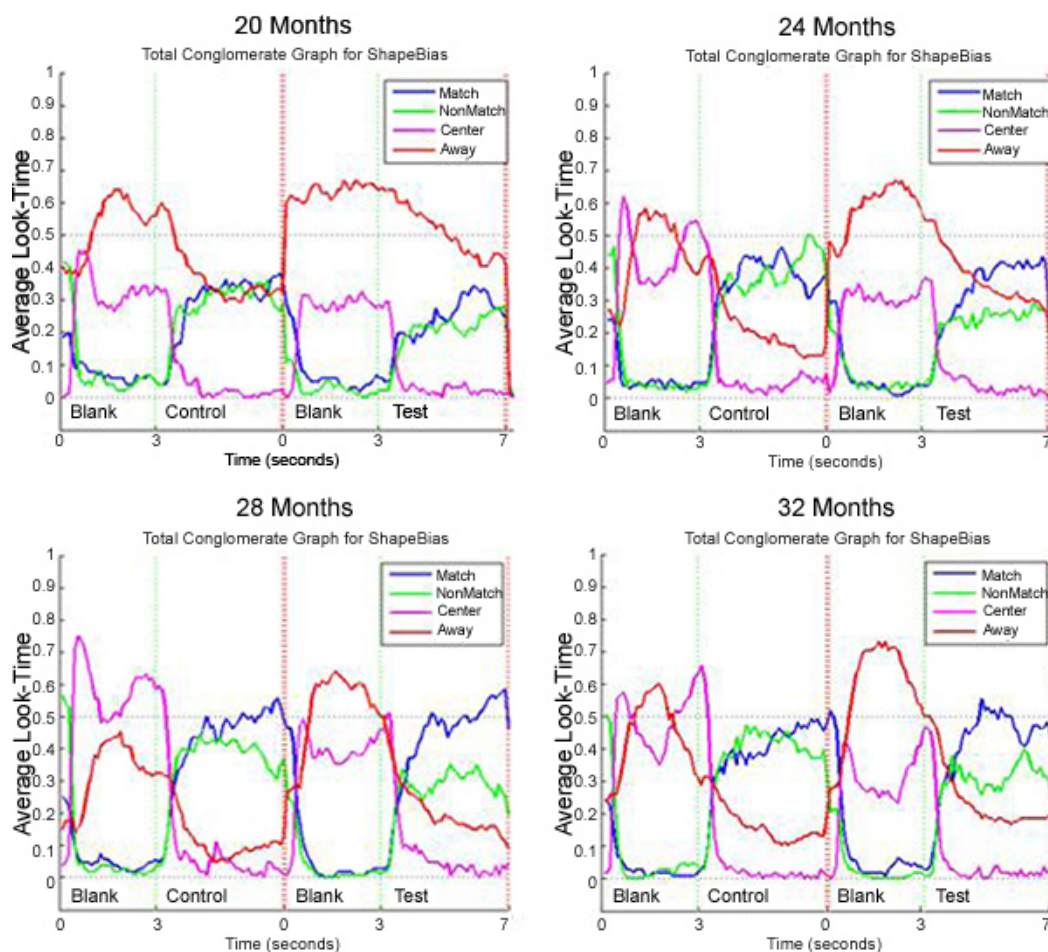 20 Months
Total Conglomerate Graph for ShapeBias
Average Look-Time
1
0.9
0.8
0.7
0.6
0.5
0.4
0.3
0.2
0.1
0
Match
NonMatch
Center
Away
Blank Control Blank Test
0 3 0 3 7
Time (seconds)
24 Months
Total Conglomerate Graph for ShapeBias
Average Look-Time
1
0.9
0.8
0.7
0.6
0.5
0.4
0.3
0.2
0.1
0
Match
NonMatch
Center
Away
Blank Control Blank Test
0 3 0 3 7
Time (seconds)
28 Months
Total Conglomerate Graph for ShapeBias
Average Look-Time
1
0.9
0.8
0.7
0.6
0.5
0.4
0.3
0.2
0.1
0
Match
NonMatch
Center
Away
Blank Control Blank Test
0 3 0 3 7
Time (seconds)
32 Months
Total Conglomerate Graph for ShapeBias
Average Look-Time
1
0.9
0.8
0.7
0.6
0.5
0.4
0.3
0.2
0.1
0
Match
NonMatch
Center
Away
Blank Control Blank Test
0 3 0 3 7
Time (seconds)